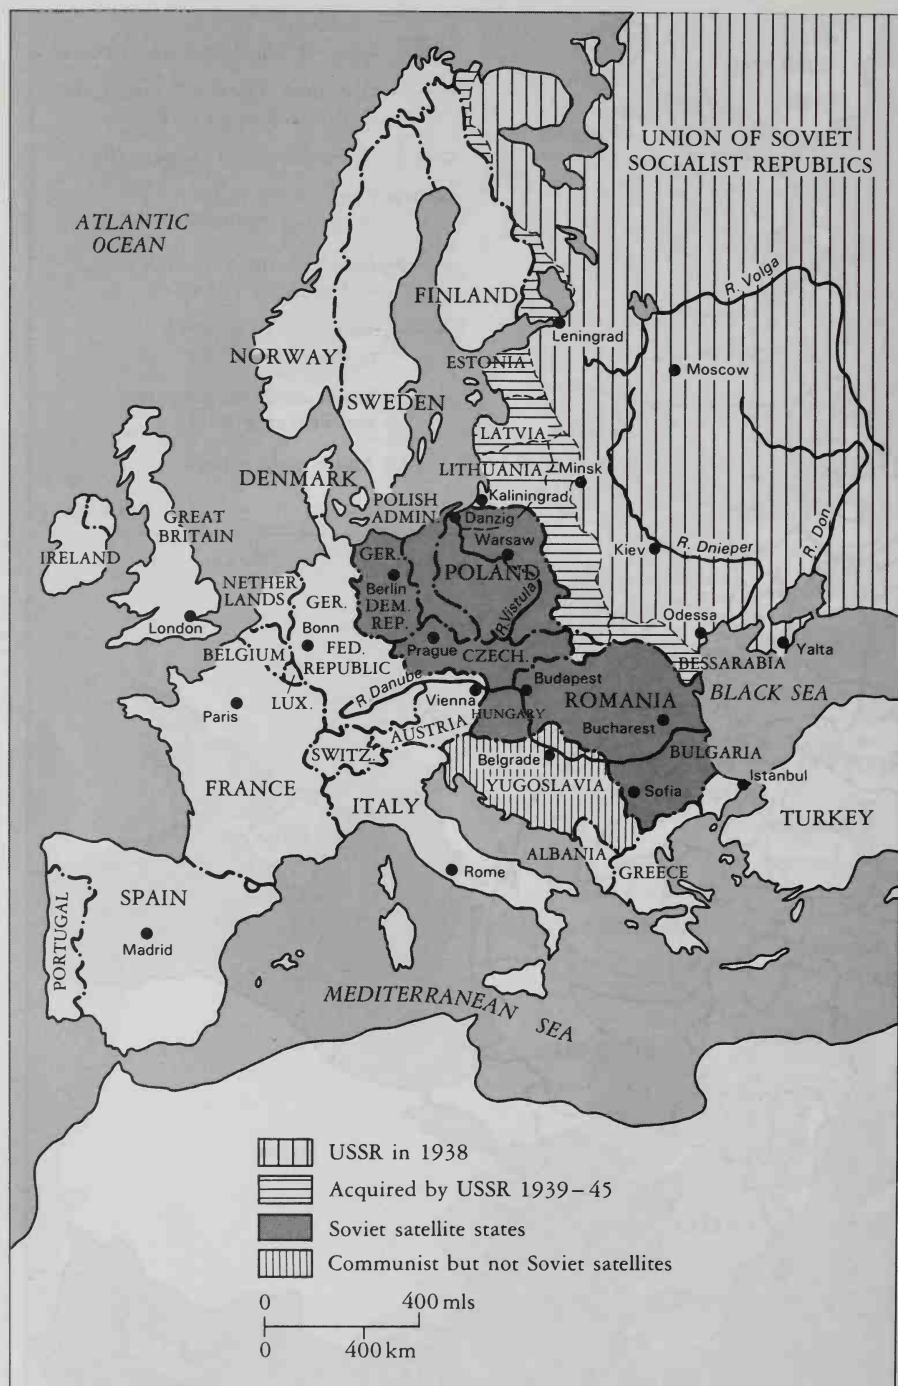 UNION OF SOVIET
SOCIALIST REPUBLICS
ATLANTIC
OCEAN
R. Volga
FINLAND
Leningrad
NORWAY
ESTONIA
Moscow
SWEDEN
LATVIA
LITHUANIA
Minsk
DENMARK
Kaliningrad
POLISH
ADMIN.
Danzig
GREAT
BRITAIN
R. Don
IRELAND
GER.
DEM.
REP.
Berlin
Warsaw
POLAND
Kiev
R. Dnieper
R. Vistula
NETHER
LANDS
GER.
FED.
REPUBLIC
London
Bonn
Prague
Odessa
BELGIUM
CZECH.
BESSARABIA
Yalta
LUX.
R. Danube
Vienna
Budapest
ROMANIA
BLACK SEA
Paris
HUNGARY
Bucharest
AUSTRIA
SWITZ.
Belgrade
BULGARIA
FRANCE
ITALY
YUGOSLAVIA
Sofia
Istanbul
TURKEY
ALBANIA
GREECE
Rome
SPAIN
PORTUGAL
Madrid
MEDITERRANEAN SEA
USSR in 1938
Acquired by USSR 1939–45
Soviet satellite states
Communist but not Soviet satellites
0 400 mls
0 400 km